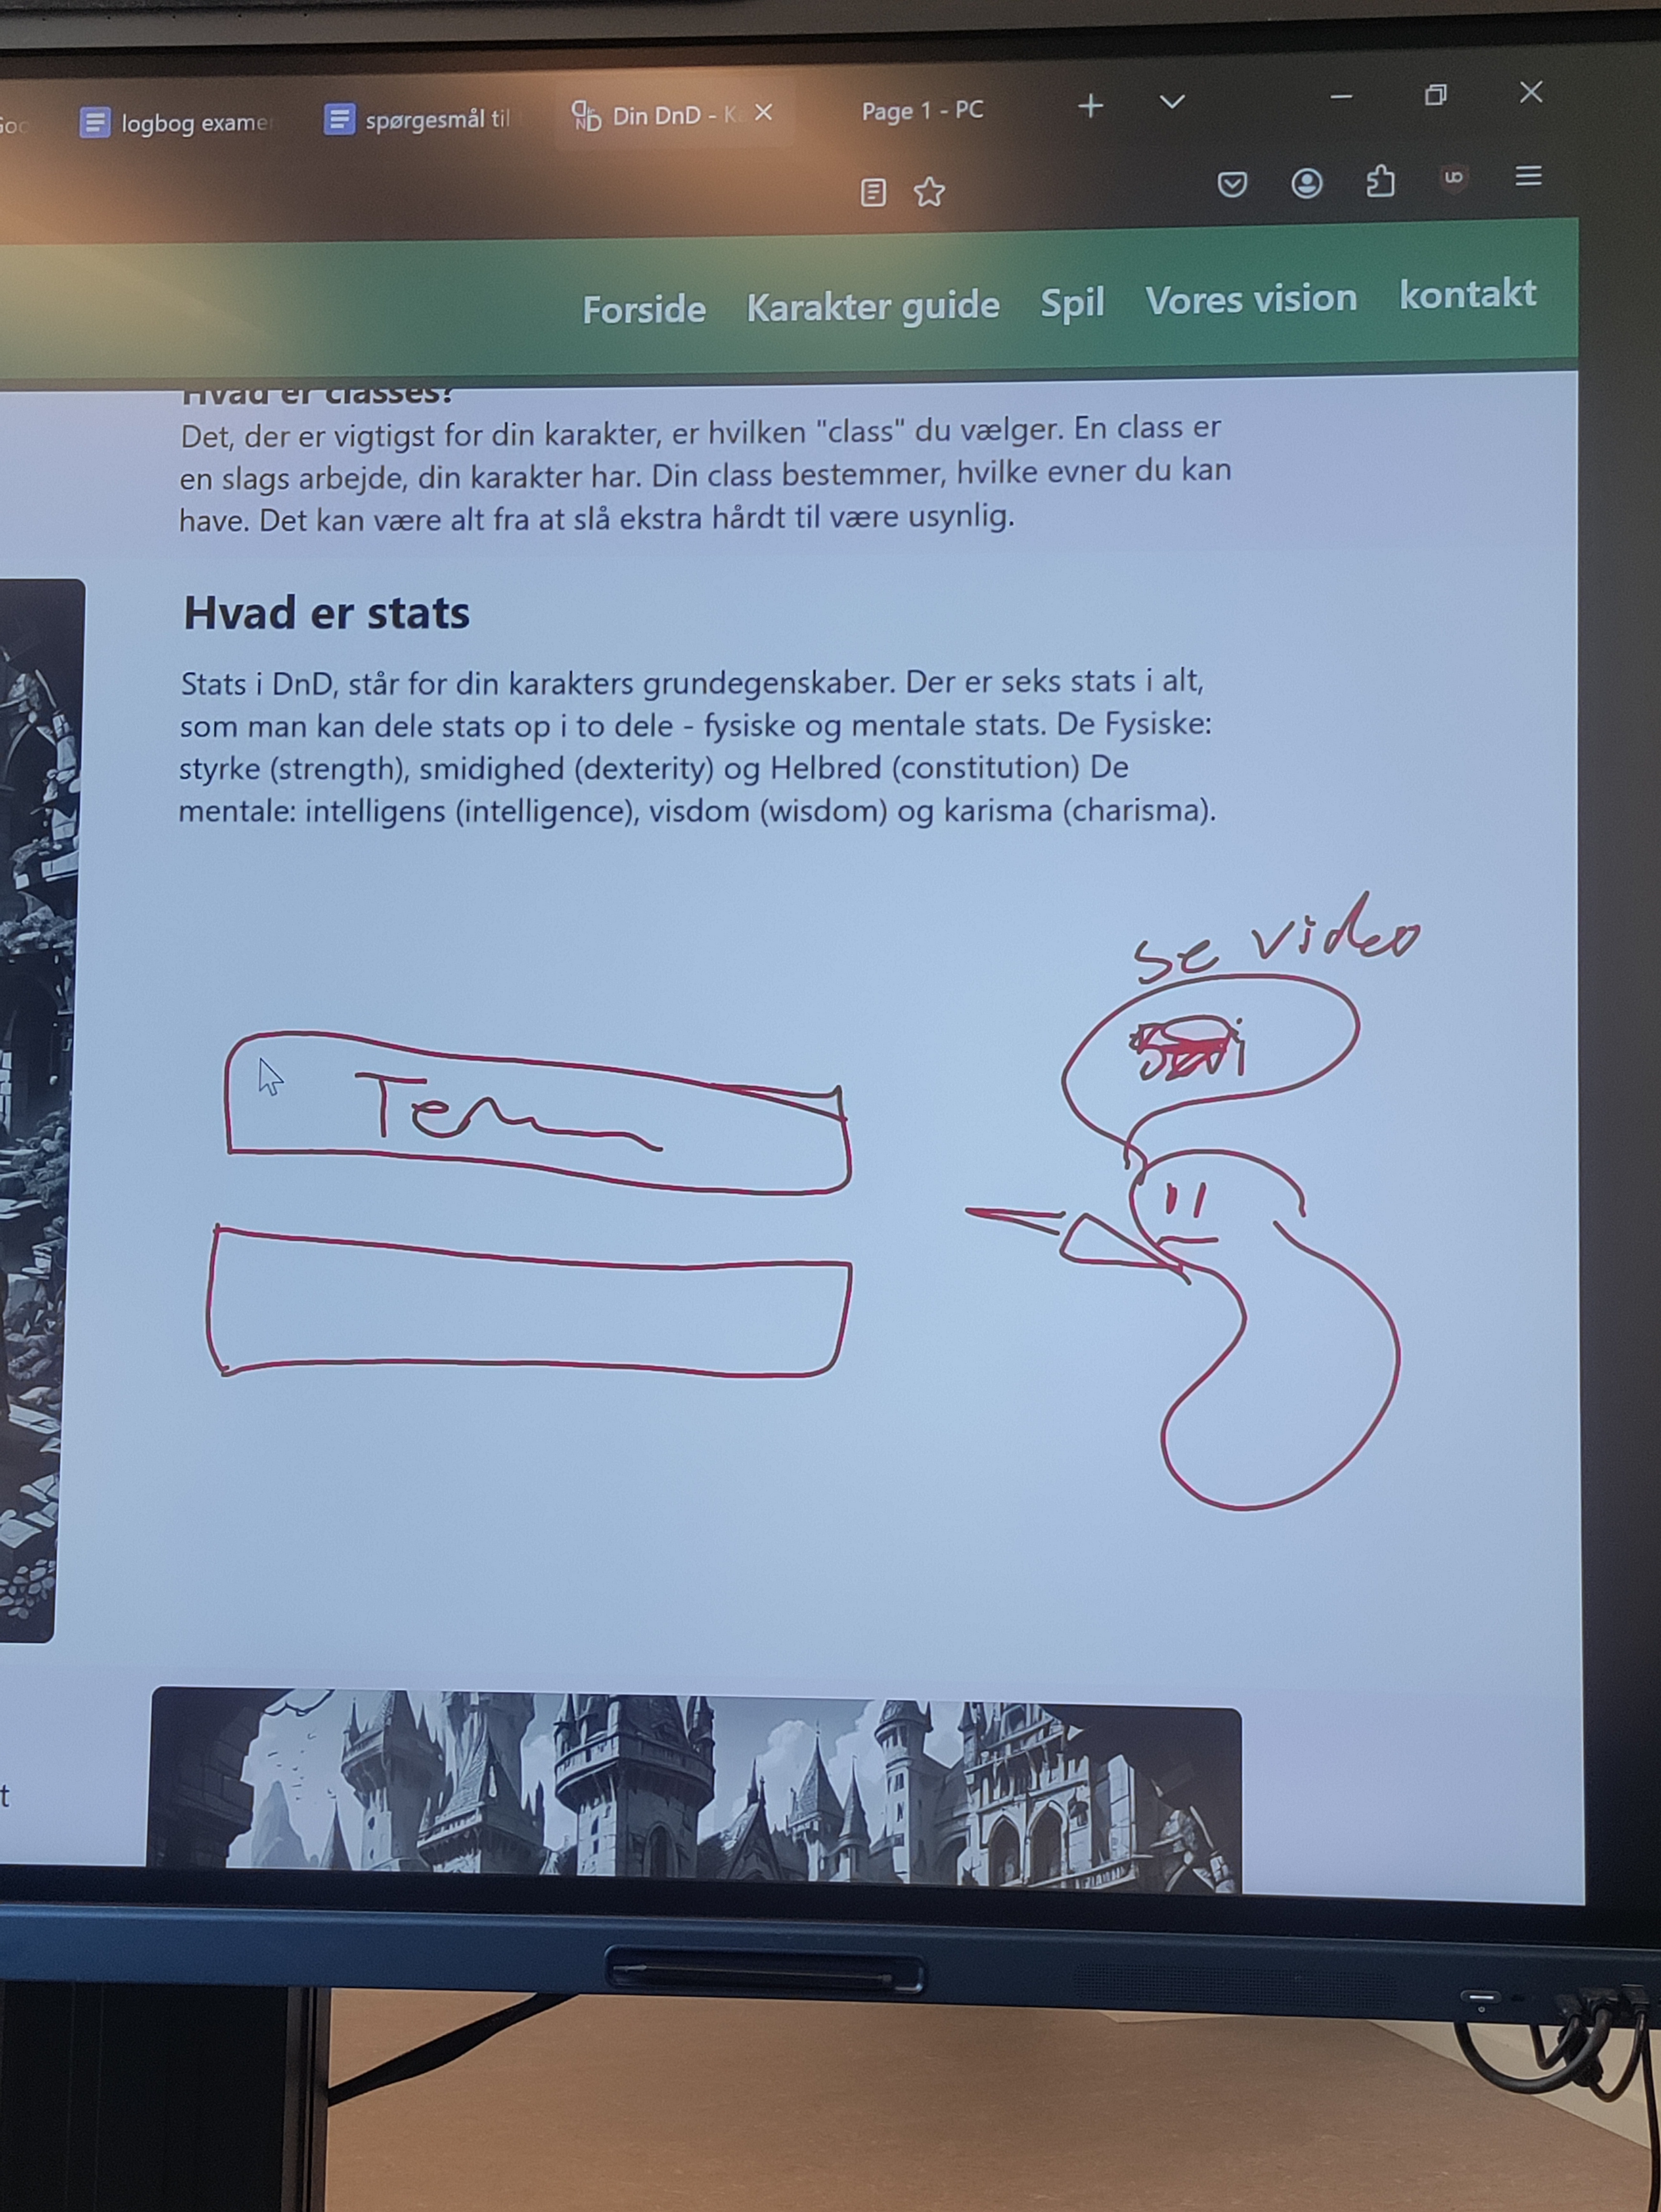 logbog exame
spørgesmål til
Din DnD - K
Page 1 - PC
Forside Karakter guide Spil Vores vision kontakt
Hvad er classes?
Det, der er vigtigst for din karakter, er hvilken "class" du vælger. En class er
en slags arbejde, din karakter har. Din class bestemmer, hvilke evner du kan
have. Det kan være alt fra at slå ekstra hårdt til være usynlig.
Hvad er stats
Stats i DnD, står for din karakters grundegenskaber. Der er seks stats i alt,
som man kan dele stats op i to dele - fysiske og mentale stats. De Fysiske:
styrke (strength), smidighed (dexterity) og Helbred (constitution) De
mentale: intelligens (intelligence), visdom (wisdom) og karisma (charisma).
se video
t